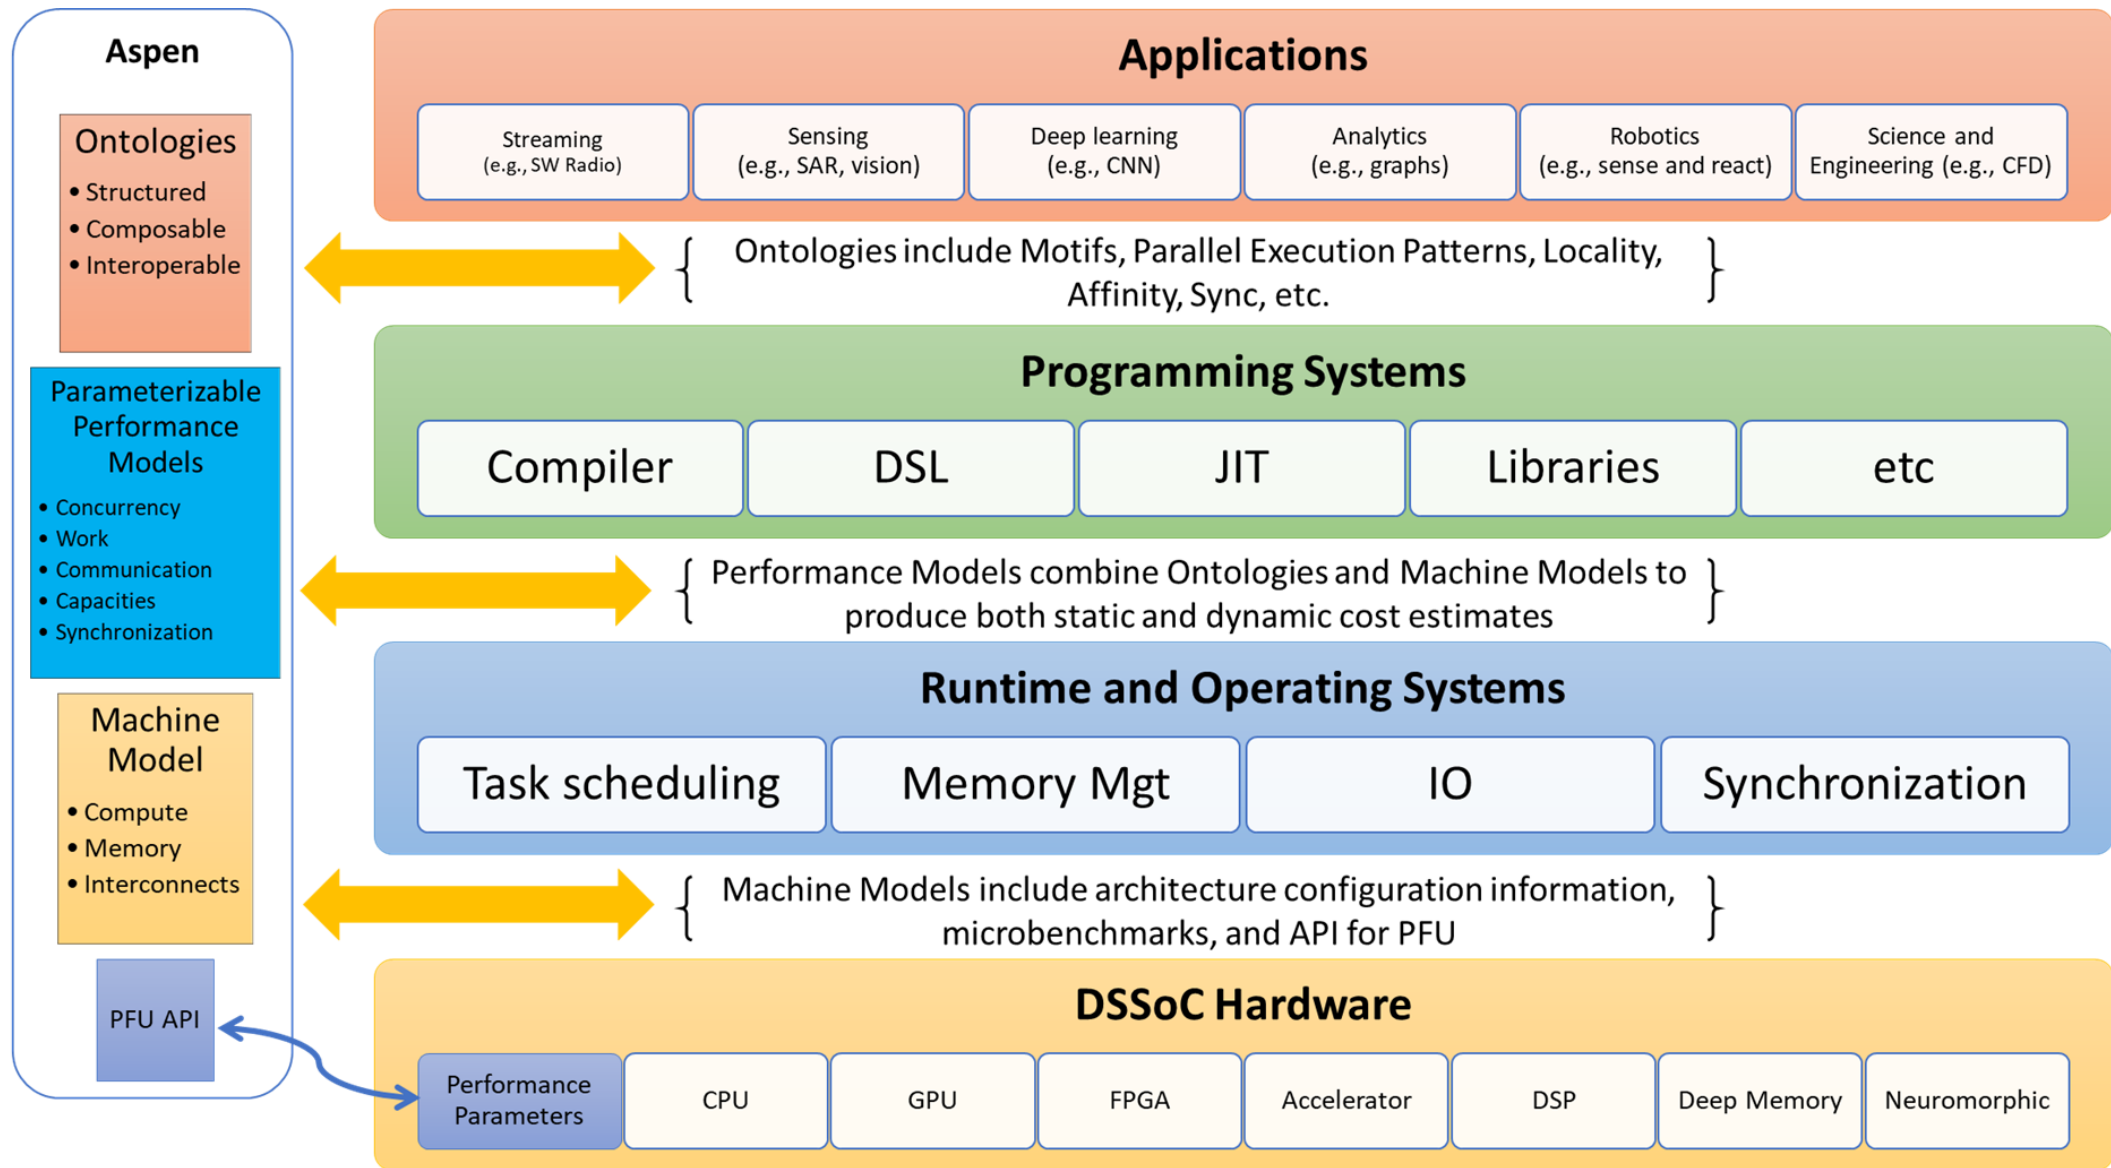 Aspen
Ontologies
• Structured
• Composable
• Interoperable
Parameterizable
Performance
Models
• Concurrency
• Work
• Communication
• Capacities
• Synchronization
Machine
Model
• Compute
• Memory
• Interconnects
PFU API
Applications
Streaming
(e.g., SW Radio)
Sensing
(e.g., SAR, vision)
Deep learning
(e.g., CNN)
Analytics
(e.g., graphs)
Robotics
(e.g., sense and react)
Science and
Engineering (e.g., CFD)
Ontologies include Motifs, Parallel Execution Patterns, Locality,
Affinity, Sync, etc.
Programming Systems
Compiler
DSL
JIT
Libraries
etc
Performance Models combine Ontologies and Machine Models to
produce both static and dynamic cost estimates
Runtime and Operating Systems
Task scheduling
Memory Mgt
IO
Synchronization
Machine Models include architecture configuration information,
microbenchmarks, and API for PFU
DSSoC Hardware
Performance
Parameters
CPU
GPU
FPGA
Accelerator
DSP
Deep Memory
Neuromorphic